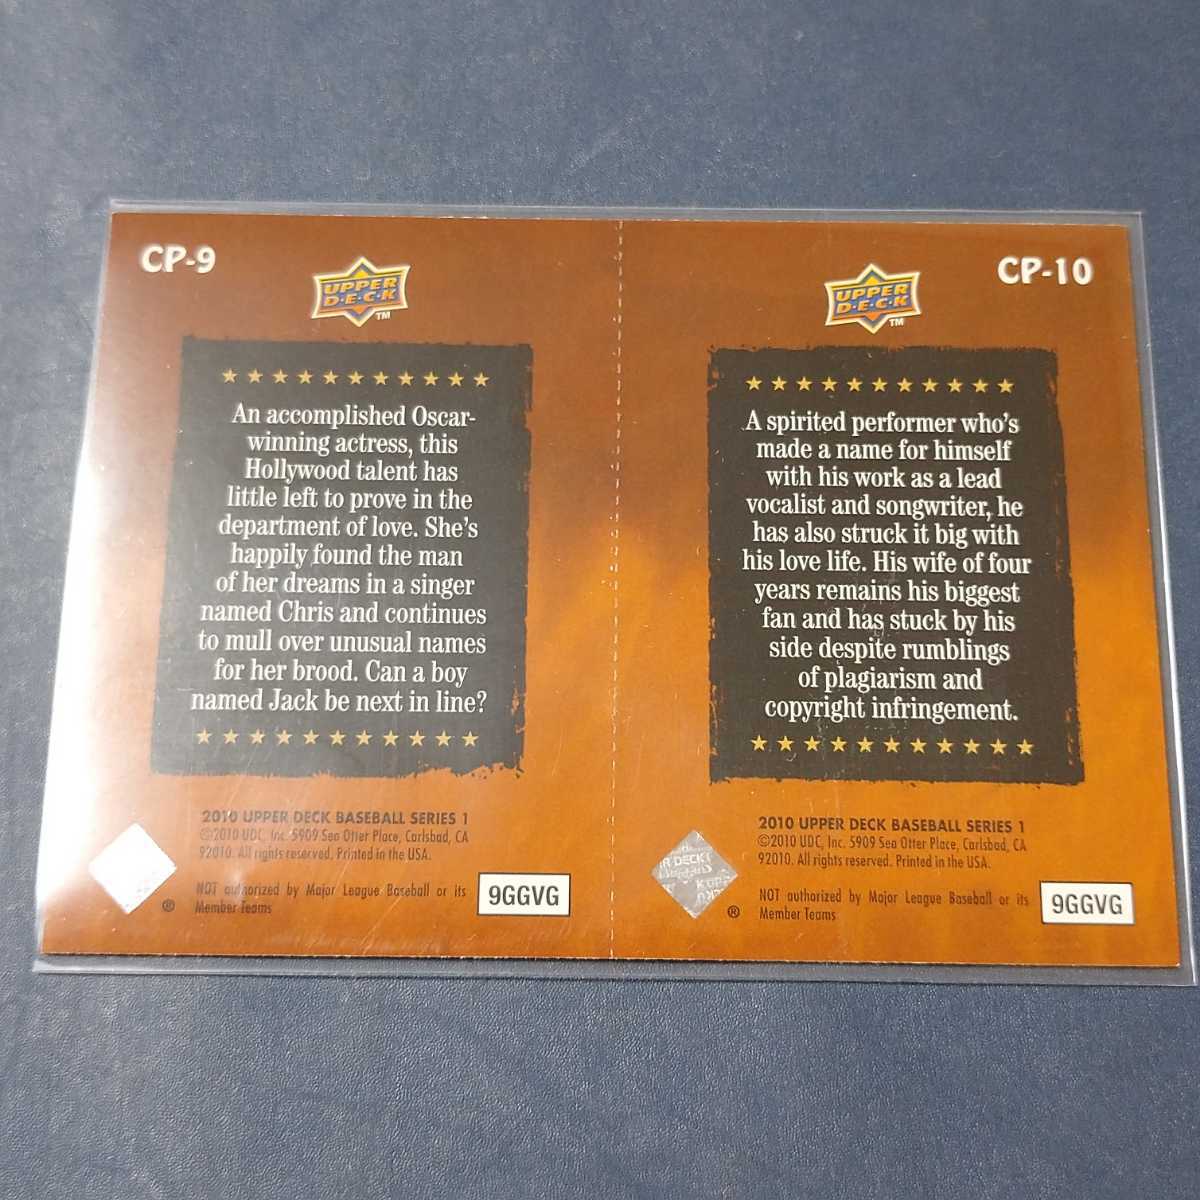 CP-9
UPPER
D·E·C·K
TM
An accomplished Oscar-
winning actress, this
Hollywood talent has
little left to prove in the
department of love. She's
happily found the man
of her dreams in a singer
named Chris and continues
to mull over unusual names
for her brood. Can a boy
named Jack be next in line?
2010 UPPER DECK BASEBALL SERIES 1
©2010 UDC, Inc. 5909 Sea Otter Place, Carlsbad, CA
92010. All rights reserved. Printed in the USA.
NOT authorized by Major League Baseball or its
Member Teams
®
9GGVG
CP-10
UPPER
D·E·C·K
TM
A spirited performer who's
made a name for himself
with his work as a lead
vocalist and songwriter, he
has also struck it big with
his love life. His wife of four
years remains his biggest
fan and has stuck by his
side despite rumblings
of plagiarism and
copyright infringement.
2010 UPPER DECK BASEBALL SERIES 1
©2010 UDC, Inc. 5909 Sea Otter Place, Carlsbad, CA
92010. All rights reserved. Printed in the USA.
R DECK
NOT authorized by Major League Baseball or its
Member Teams
®
9GGVG